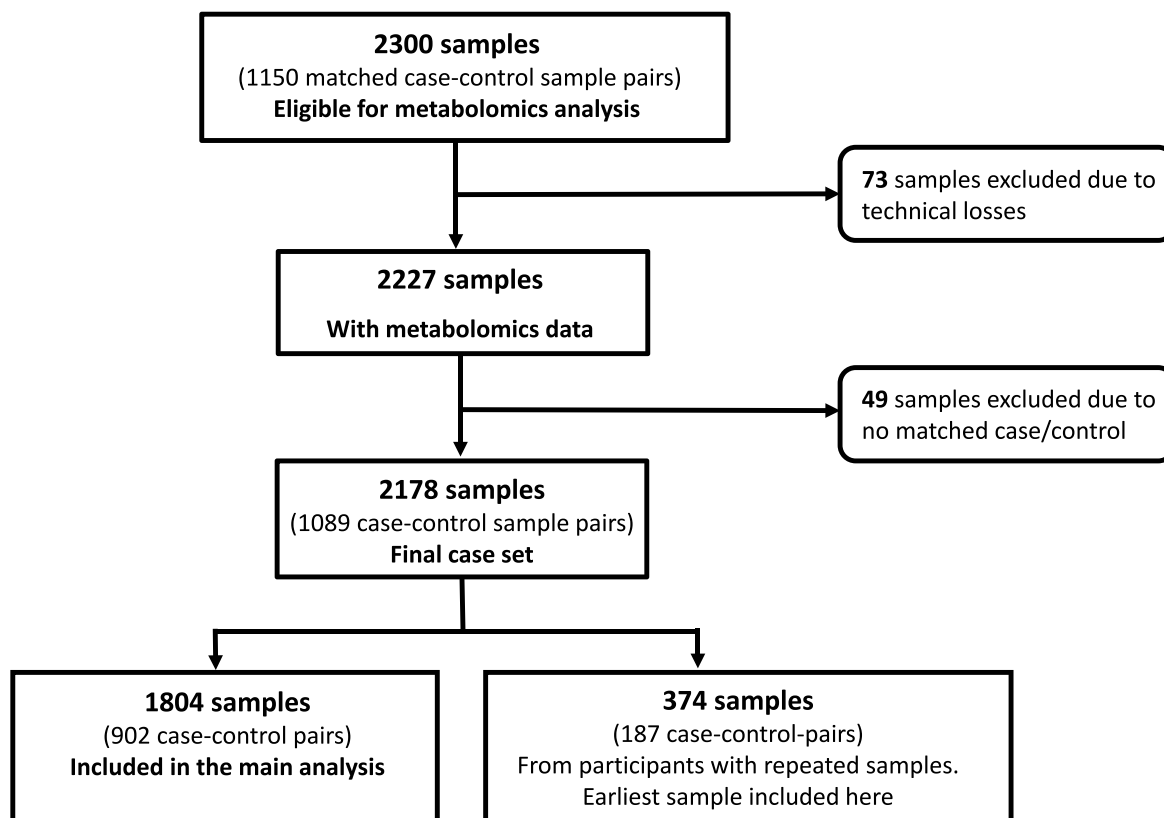 2300 samples
(1150 matched case-control sample pairs)
Eligible for metabolomics analysis
73 samples excluded due to
technical losses
2227 samples
With metabolomics data
49 samples excluded due to
no matched case/control
2178 samples
(1089 case-control sample pairs)
Final case set
1804 samples
(902 case-control pairs)
Included in the main analysis
374 samples
(187 case-control-pairs)
From participants with repeated samples.
Earliest sample included here